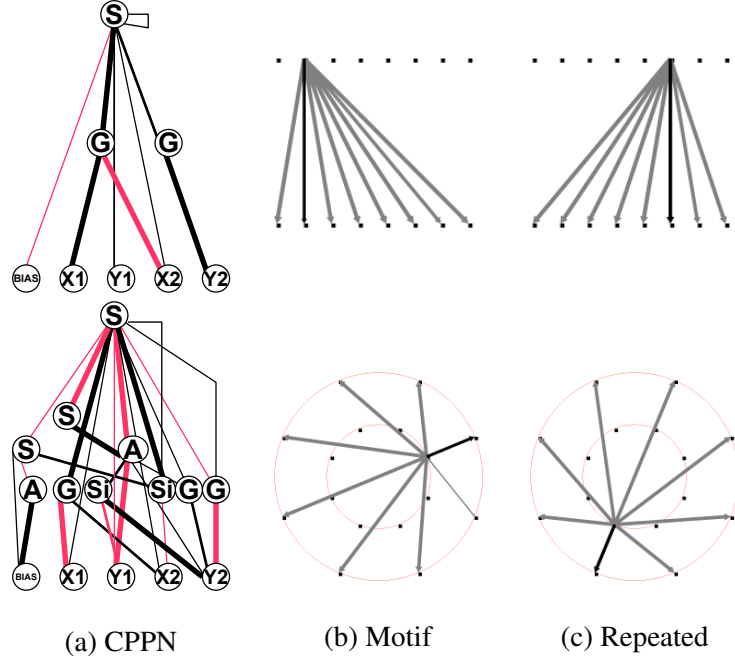 S
G G
BIAS X1 Y1 X2 Y2
S
S
S A
A G Si Si G G
BIAS X1 Y1 X2 Y2
(a) CPPN (b) Motif (c) Repeated